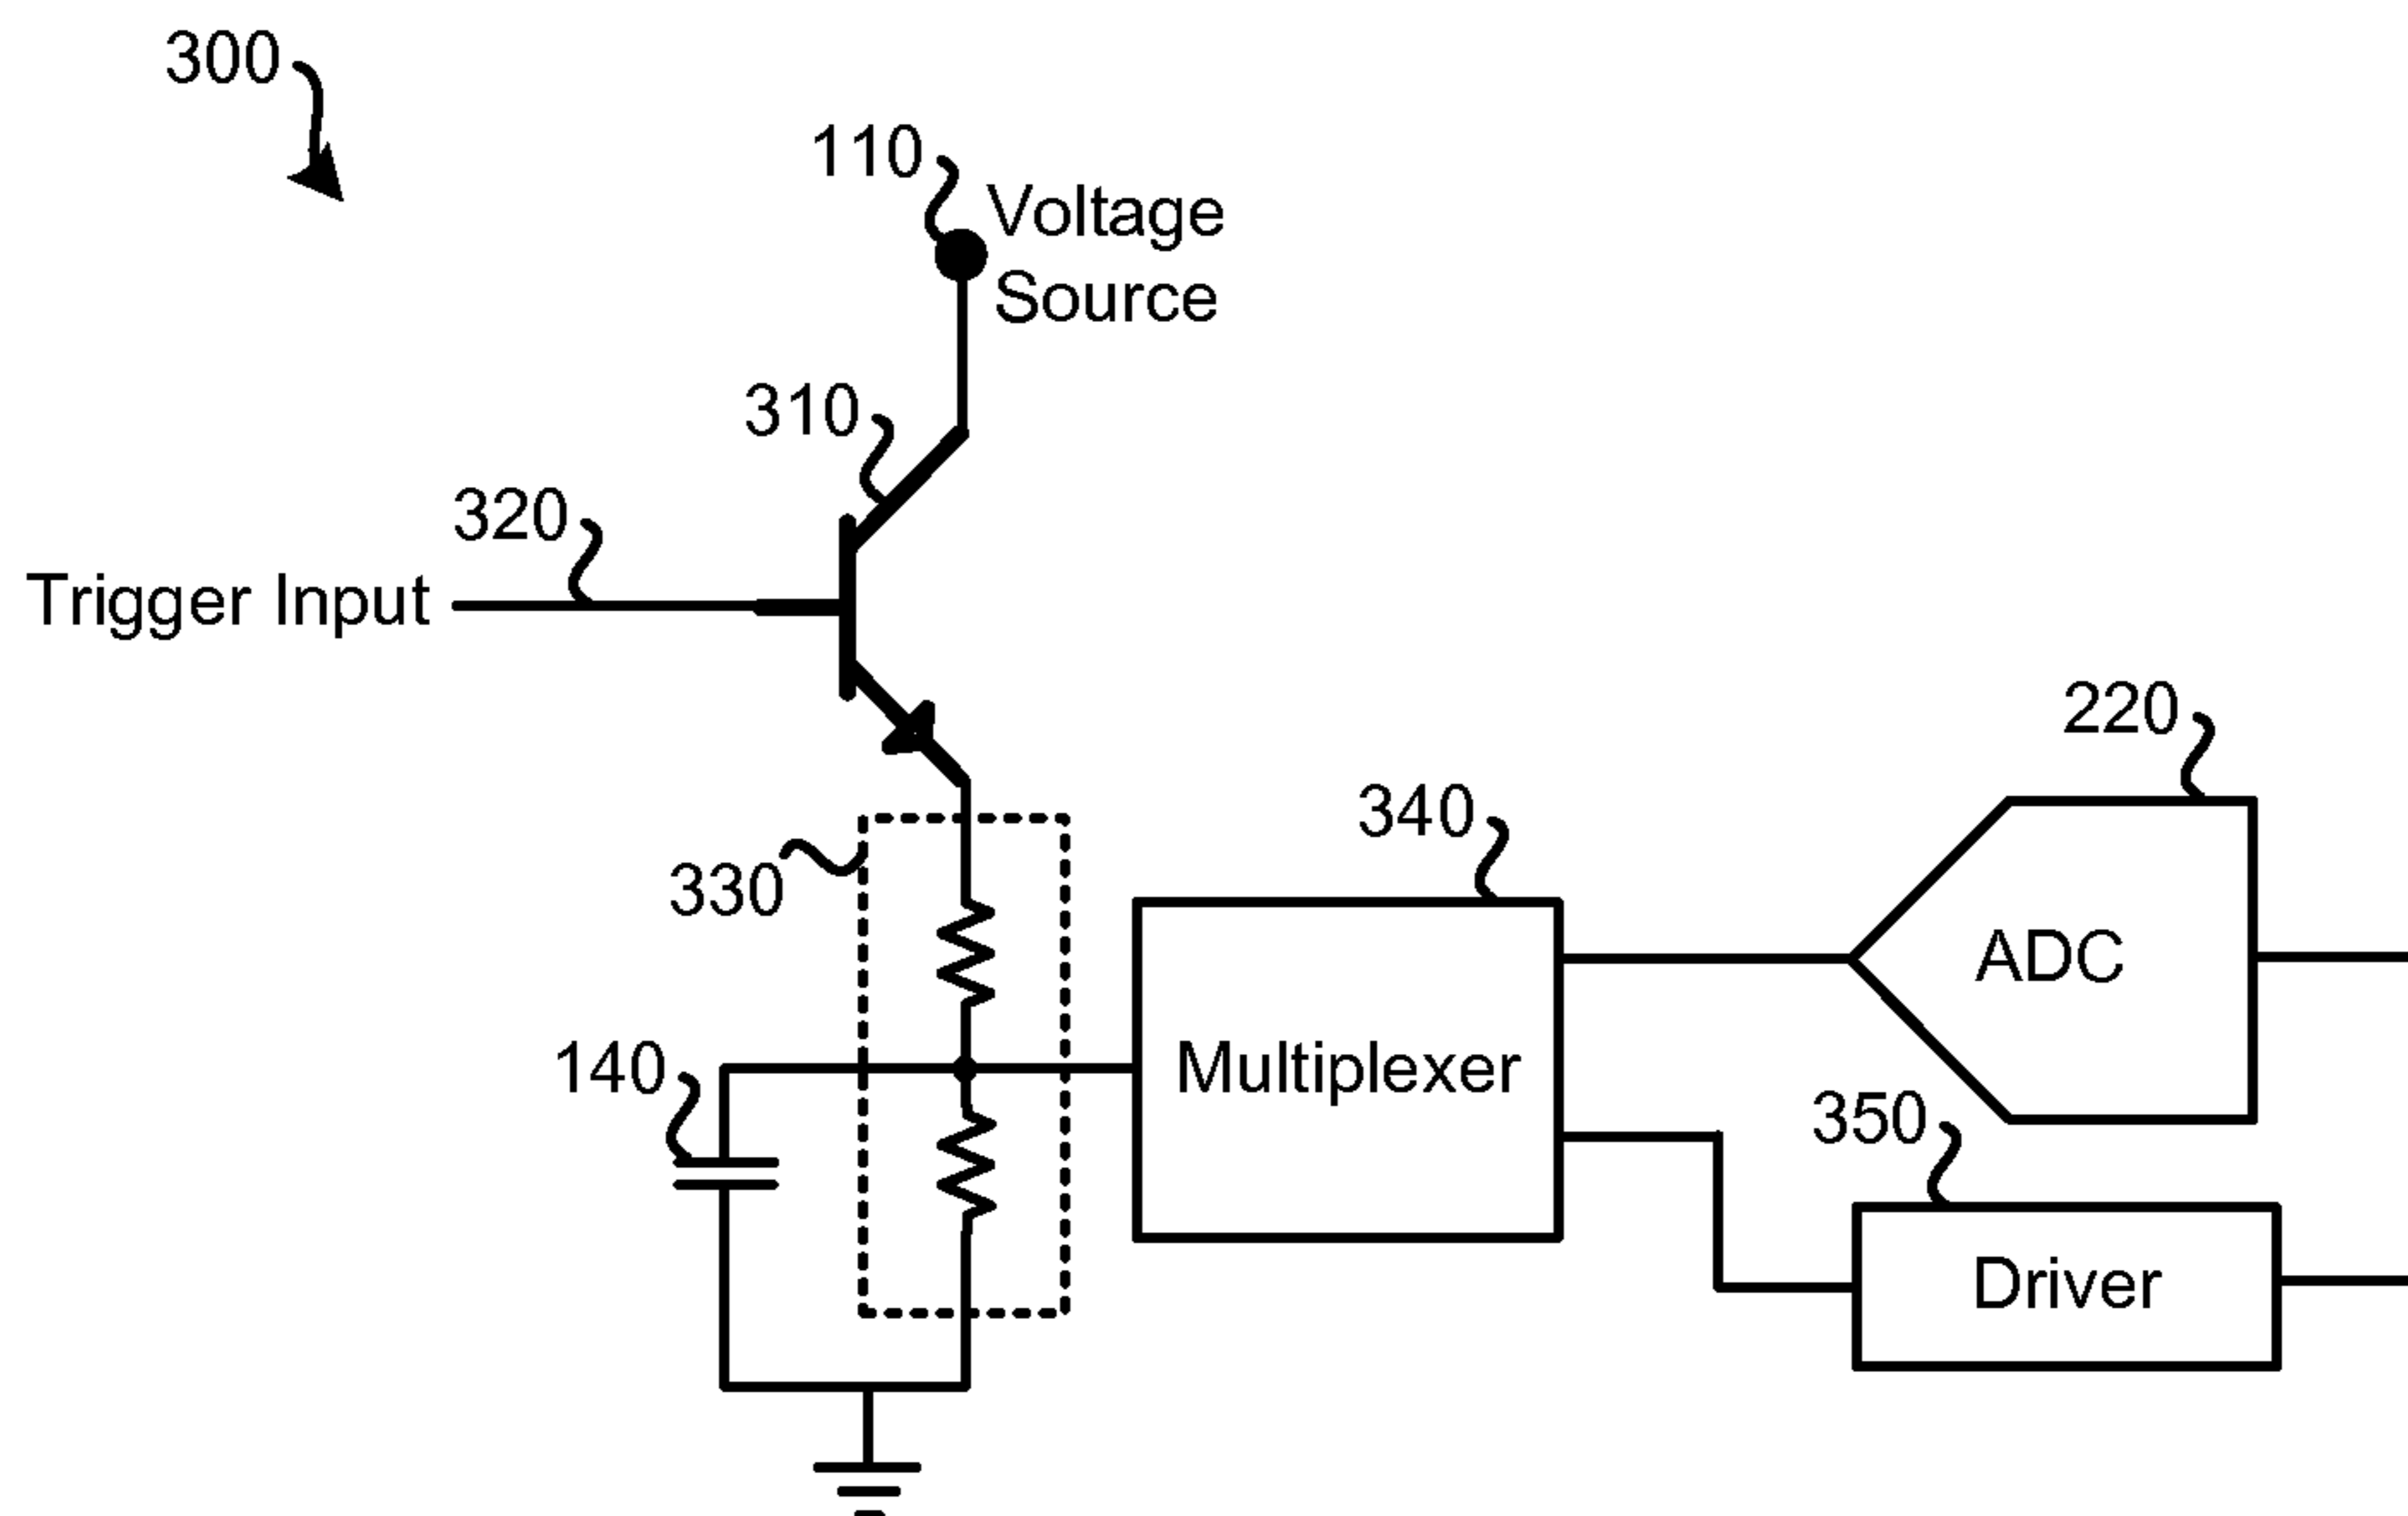 300
110
Voltage
Source
310
320
Trigger Input
220
340
330
ADC
140
Multiplexer
350
Driver